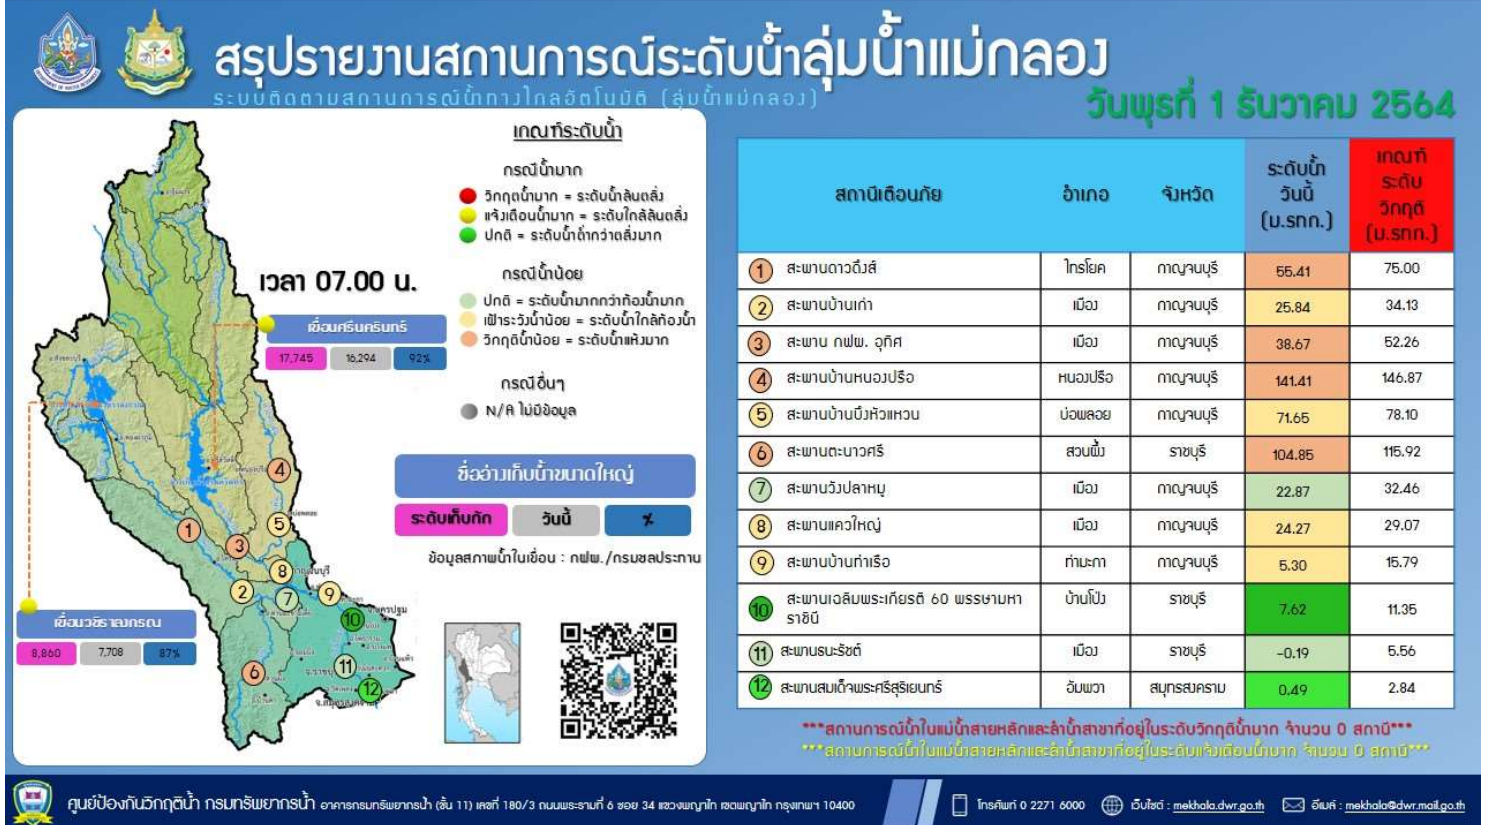 สรุปรายงานสถานการณ์ระดับน้ำลุ่มน้ำแม่กลอง
ระบบติดตามสถานการณ์น้ำทางไกลอัตโนมัติ (ลุ่มน้ำแม่กลอง)
วันพุธที่ 1 ธันวาคม 2564
เกณฑ์ระดับน้ำ
กรณีน้ำมาก
วิกฤตน้ำมาก = ระดับน้ำล้นตลิ่ง
แจ้งเตือนน้ำมาก = ระดับใกล้ล้นตลิ่ง
ปกติ = ระดับน้ำต่ำกว่าตลิ่งมาก
กรณีน้ำน้อย
ปกติ = ระดับน้ำมากกว่าท้องน้ำมาก
เฝ้าระวังน้ำน้อย = ระดับน้ำใกล้ท้องน้ำ
วิกฤติน้ำน้อย = ระดับน้ำแห้งมาก
กรณีอื่นๆ
N/A ไม่มีข้อมูล
เวลา 07.00 น.
เขื่อนศรีนครินทร์
17,745 16,294 92%
เขื่อนวชิราลงกรณ
8,860 7,708 87%
ชื่ออ่างเก็บน้ำขนาดใหญ่
ระดับเก็บกัก วันนี้ %
ข้อมูลสภาพน้ำในเขื่อน : กฟผ./กรมชลประทาน
1
2
3
4
5
6
7
8
9
10
11
12
สถานีเตือนภัย อำเภอ จังหวัด ระดับน้ำวันนี้ (ม.รทก.) เกณฑ์ระดับวิกฤติ (ม.รทก.)
1 สะพานดาวดึงส์ ไทรโยค กาญจนบุรี 55.41 75.00
2 สะพานบ้านเก่า เมือง กาญจนบุรี 25.84 34.13
3 สะพาน กฟผ. อุทิศ เมือง กาญจนบุรี 38.67 52.26
4 สะพานบ้านหนองปรือ หนองปรือ กาญจนบุรี 141.41 146.87
5 สะพานบ้านบึงหัวแหวน บ่อพลอย กาญจนบุรี 71.65 78.10
6 สะพานตะนาวศรี สวนผึ้ง ราชบุรี 104.85 115.92
7 สะพานวังปลาหมู เมือง กาญจนบุรี 22.87 32.46
8 สะพานแควใหญ่ เมือง กาญจนบุรี 24.27 29.07
9 สะพานบ้านท่าเรือ ท่ามะกา กาญจนบุรี 5.30 15.79
10 สะพานเฉลิมพระเกียรติ 60 พรรษามหาราชินี บ้านโป่ง ราชบุรี 7.62 11.35
11 สะพานธนะรัชต์ เมือง ราชบุรี -0.19 5.56
12 สะพานสมเด็จพระศรีสุริเยนทร์ อัมพวา สมุทรสงคราม 0.49 2.84
***สถานการณ์น้ำในแม่น้ำสายหลักและลำน้ำสาขาที่อยู่ในระดับวิกฤติน้ำมาก จำนวน 0 สถานี***
***สถานการณ์น้ำในแม่น้ำสายหลักและลำน้ำสาขาที่อยู่ในระดับแจ้งเตือนน้ำมาก จำนวน 0 สถานี***
ศูนย์ป้องกันวิกฤติน้ำ กรมทรัพยากรน้ำ อาคารกรมทรัพยากรน้ำ (ชั้น 11) เลขที่ 180/3 ถนนพระรามที่ 6 ซอย 34 แขวงพญาไท เขตพญาไท กรุงเทพฯ 10400
โทรศัพท์ 0 2271 6000 เว็บไซต์ : mekhala.dwr.go.th อีเมล์ : mekhala@dwr.mail.go.th